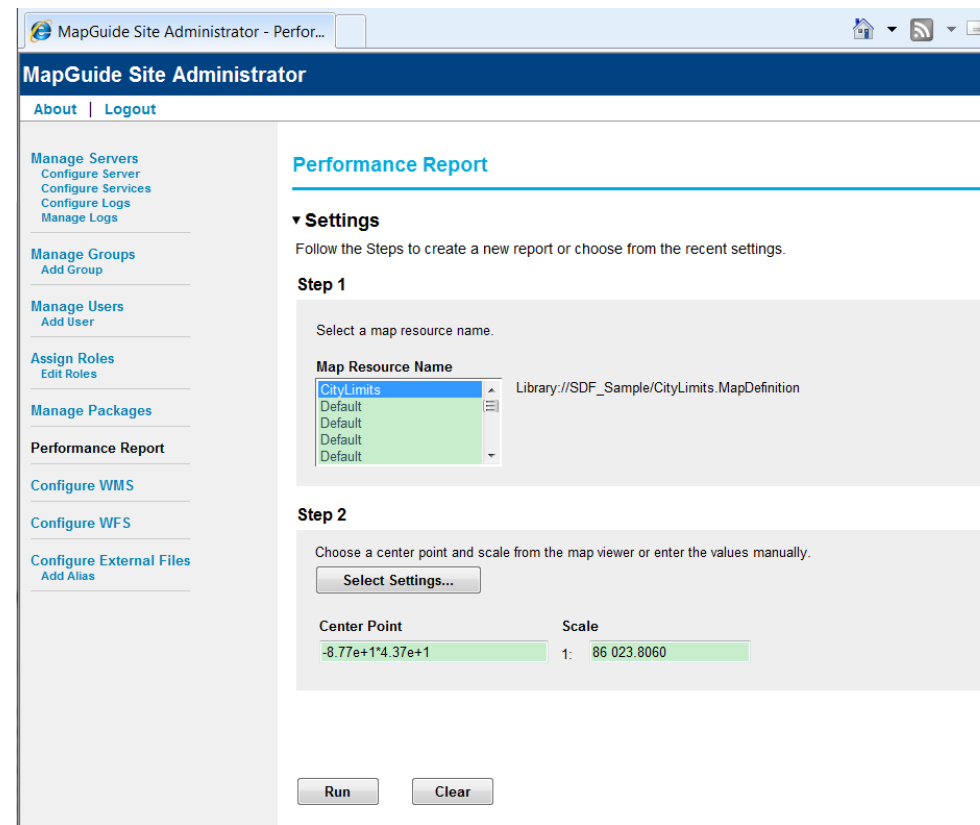 MapGuide Site Administrator - Perfor...
MapGuide Site Administrator
About | Logout
Manage Servers
Configure Server
Configure Services
Configure Logs
Manage Logs
Manage Groups
Add Group
Manage Users
Add User
Assign Roles
Edit Roles
Manage Packages
Performance Report
Configure WMS
Configure WFS
Configure External Files
Add Alias
Performance Report
Settings
Follow the Steps to create a new report or choose from the recent settings.
Step 1
Select a map resource name.
Map Resource Name
CityLimits
Default
Default
Default
Default
Library://SDF_Sample/CityLimits.MapDefinition
Step 2
Choose a center point and scale from the map viewer or enter the values manually.
Select Settings...
Center Point
-8.77e+1*4.37e+1
Scale
1: 86 023.8060
Run
Clear